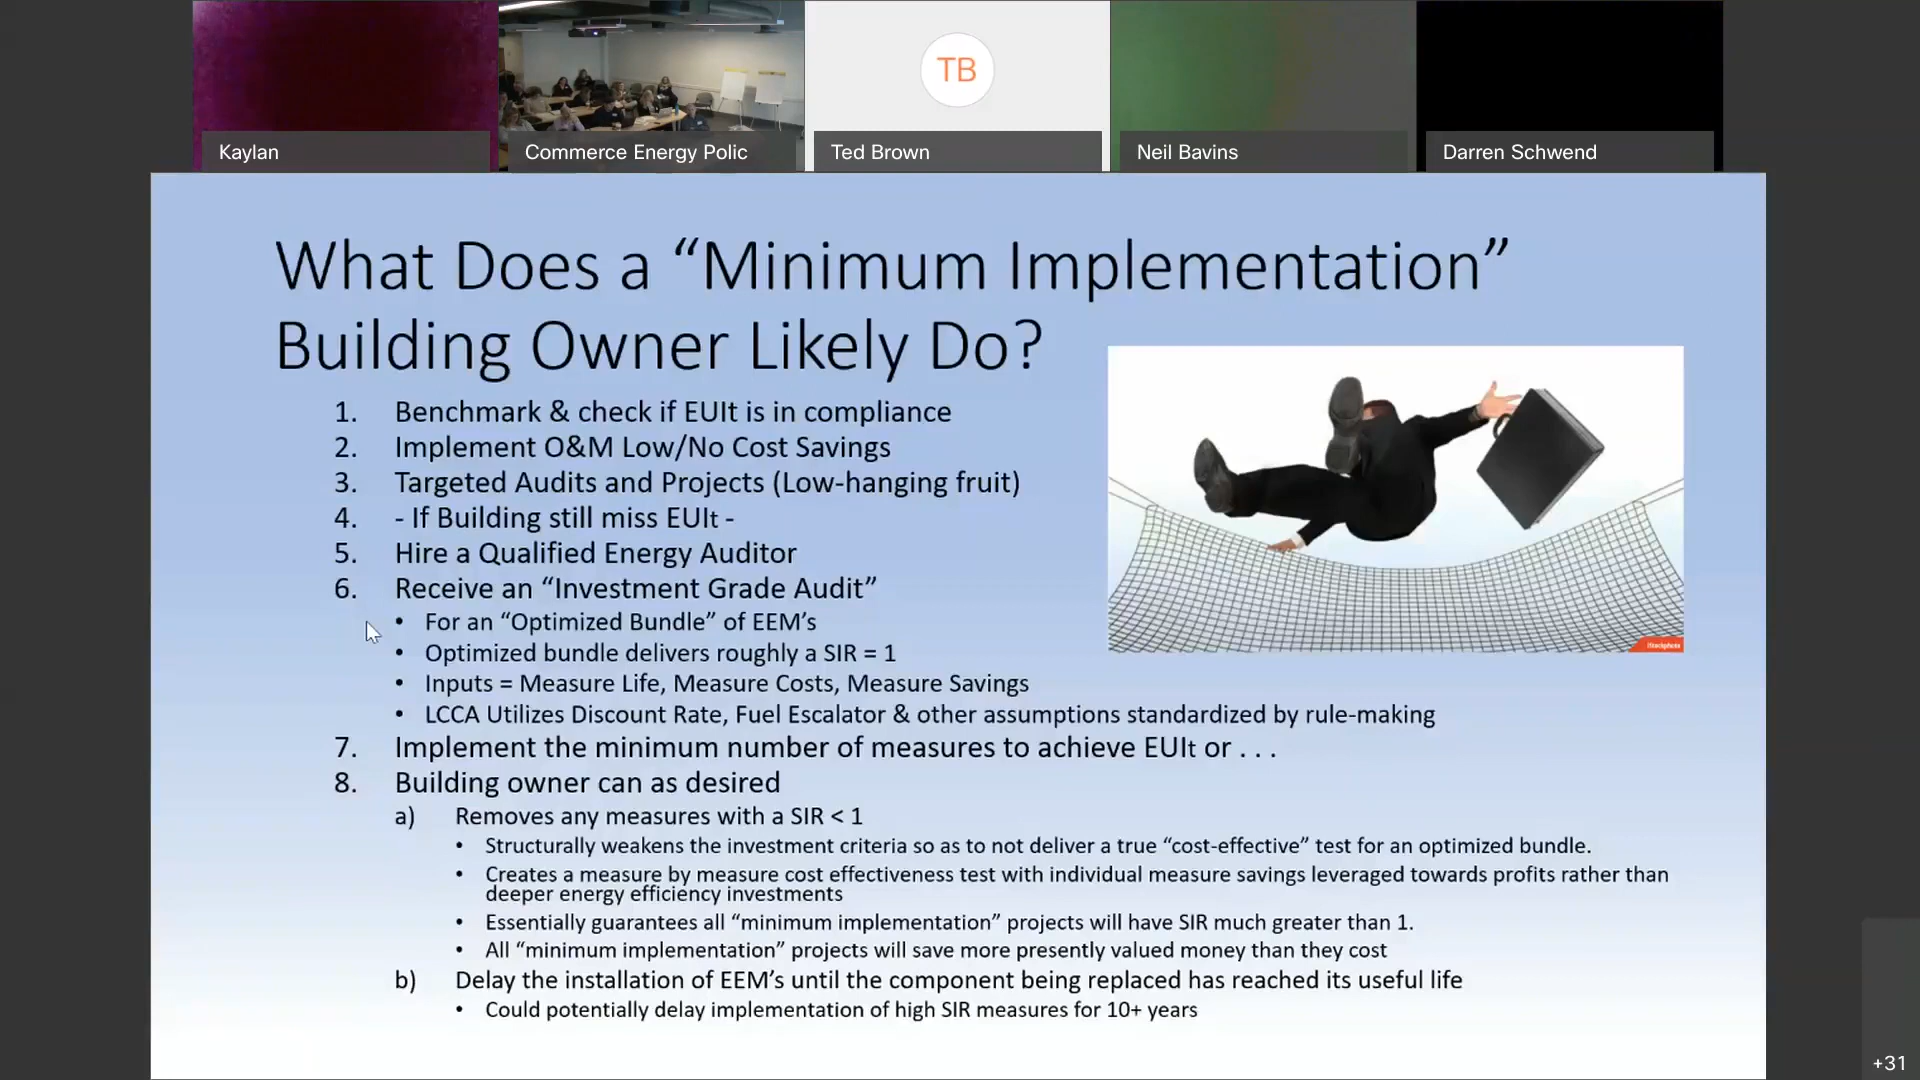 Kaylan
Commerce Energy Polic
TB
Ted Brown
Neil Bavins
Darren Schwend
What Does a “Minimum Implementation”
Building Owner Likely Do?
1. Benchmark & check if EUIt is in compliance
2. Implement O&M Low/No Cost Savings
3. Targeted Audits and Projects (Low-hanging fruit)
4. - If Building still miss EUIt -
5. Hire a Qualified Energy Auditor
6. Receive an “Investment Grade Audit”
• For an “Optimized Bundle” of EEM’s
• Optimized bundle delivers roughly a SIR = 1
• Inputs = Measure Life, Measure Costs, Measure Savings
• LCCA Utilizes Discount Rate, Fuel Escalator & other assumptions standardized by rule-making
7. Implement the minimum number of measures to achieve EUIt or . . .
8. Building owner can as desired
a) Removes any measures with a SIR < 1
• Structurally weakens the investment criteria so as to not deliver a true “cost-effective” test for an optimized bundle.
• Creates a measure by measure cost effectiveness test with individual measure savings leveraged towards profits rather than
deeper energy efficiency investments
• Essentially guarantees all “minimum implementation” projects will have SIR much greater than 1.
• All “minimum implementation” projects will save more presently valued money than they cost
b) Delay the installation of EEM’s until the component being replaced has reached its useful life
• Could potentially delay implementation of high SIR measures for 10+ years
+31